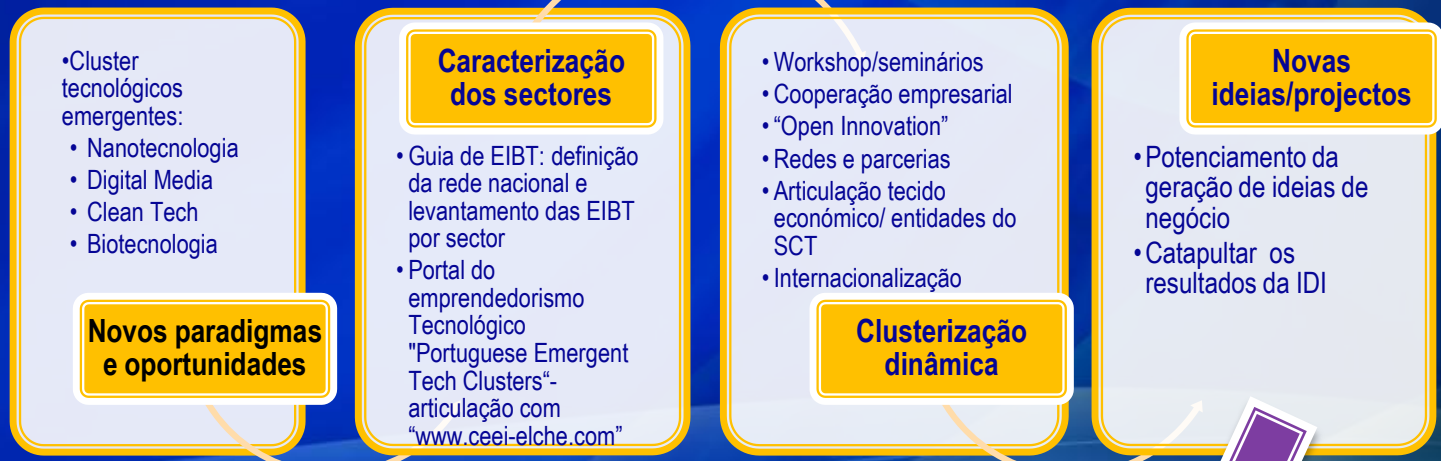 •Cluster
tecnológicos
emergentes:
• Nanotecnologia
• Digital Media
• Clean Tech
• Biotecnologia
Novos paradigmas
e oportunidades
Caracterização
dos sectores
• Guia de EIBT: definição
da rede nacional e
levantamento das EIBT
por sector
• Portal do
emprendedorismo
Tecnológico
"Portuguese Emergent
Tech Clusters“-
articulação com
“www.ceei-elche.com”
• Workshop/seminários
• Cooperação empresarial
• “Open Innovation”
• Redes e parcerias
• Articulação tecido
económico/ entidades do
SCT
• Internacionalização
Clusterização
dinâmica
Novas
ideias/projectos
• Potenciamento da
geração de ideias de
negócio
• Catapultar os
resultados da IDI